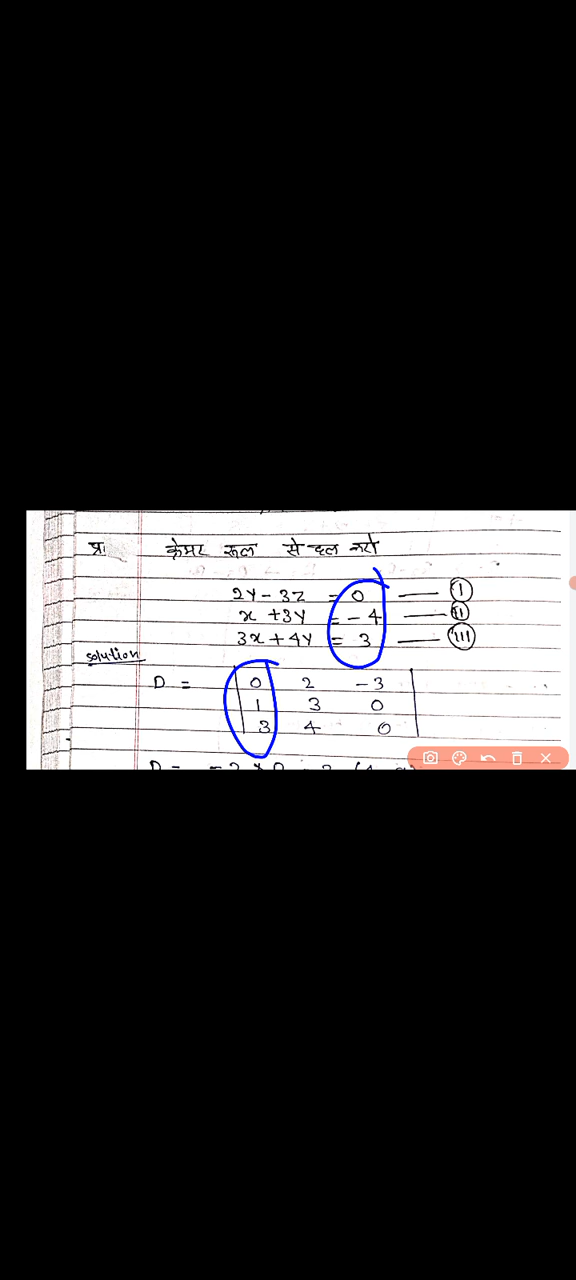 प्र. क्रेमर रूल से हल करो
2y - 3z = 0 — I
x + 3y = - 4 — II
3x + 4y = 3 — III
solution
D = | 0 2 -3 |
| 1 3 0 |
| 3 4 0 |